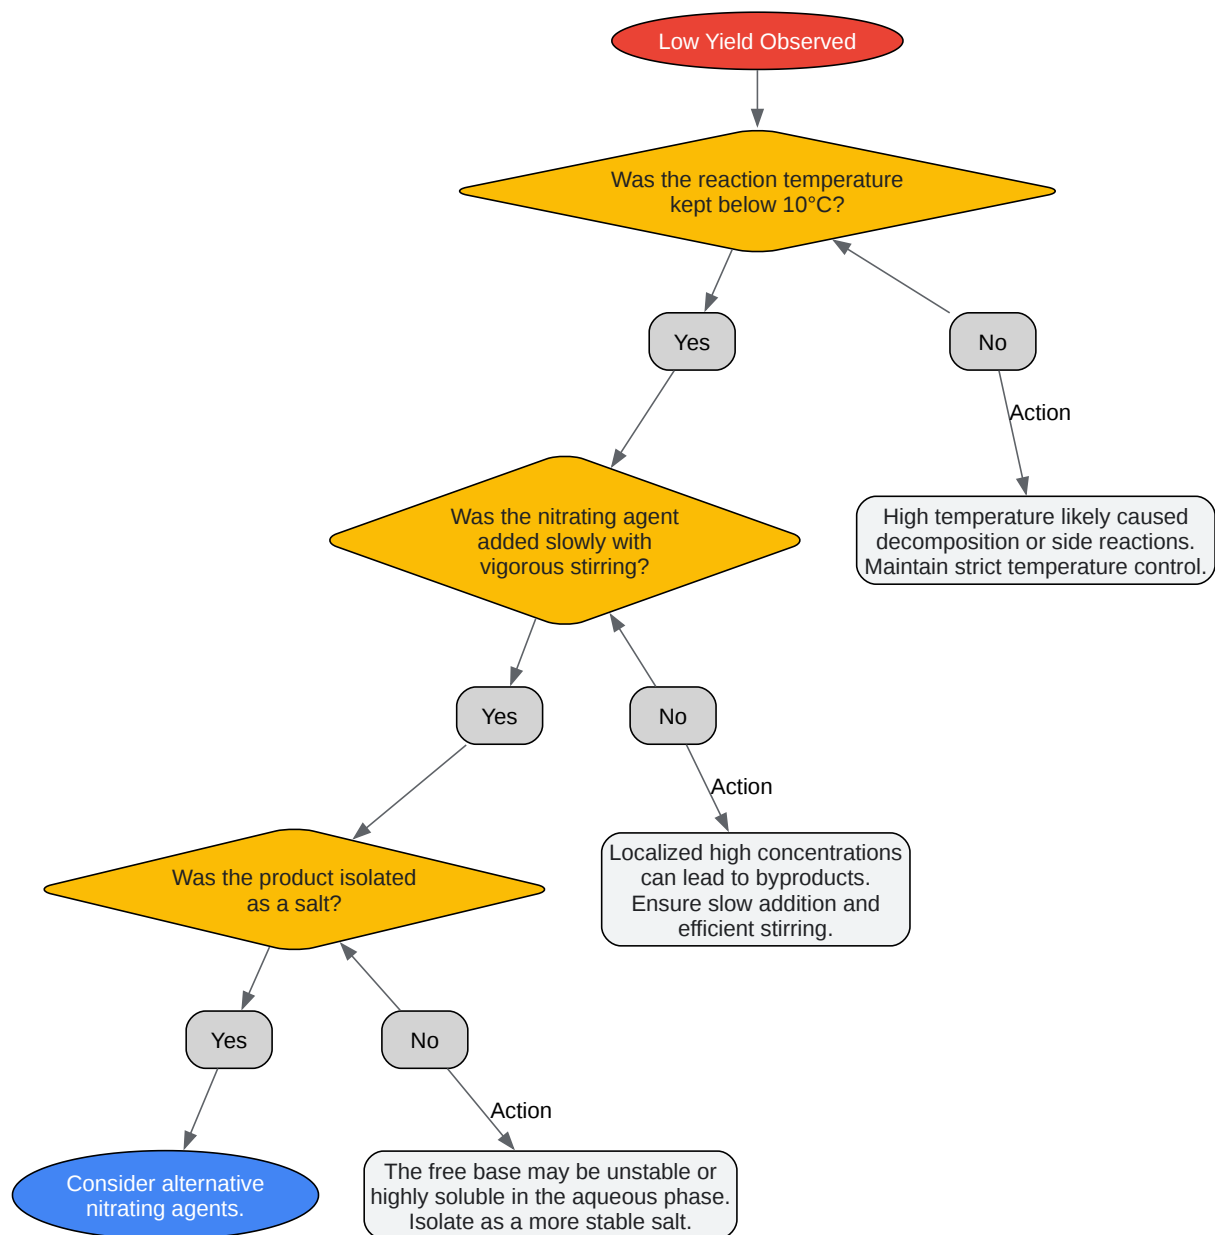 Low Yield Observed
Was the reaction temperature
kept below 10°C?
Yes
No
Action
Was the nitrating agent
added slowly with
vigorous stirring?
High temperature likely caused
decomposition or side reactions.
Maintain strict temperature control.
Yes
No
Action
Was the product isolated
as a salt?
Localized high concentrations
can lead to byproducts.
Ensure slow addition and
efficient stirring.
Yes
No
Action
Consider alternative
nitrating agents.
The free base may be unstable or
highly soluble in the aqueous phase.
Isolate as a more stable salt.